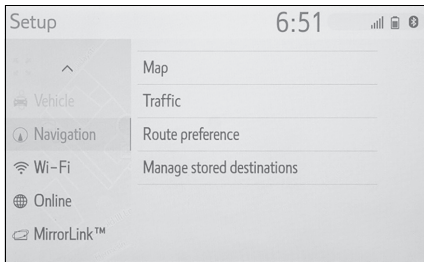 Setup
6:51
Map
Vehicle
Traffic
Navigation
Route preference
Wi-Fi
Manage stored destinations
Online
MirrorLink™